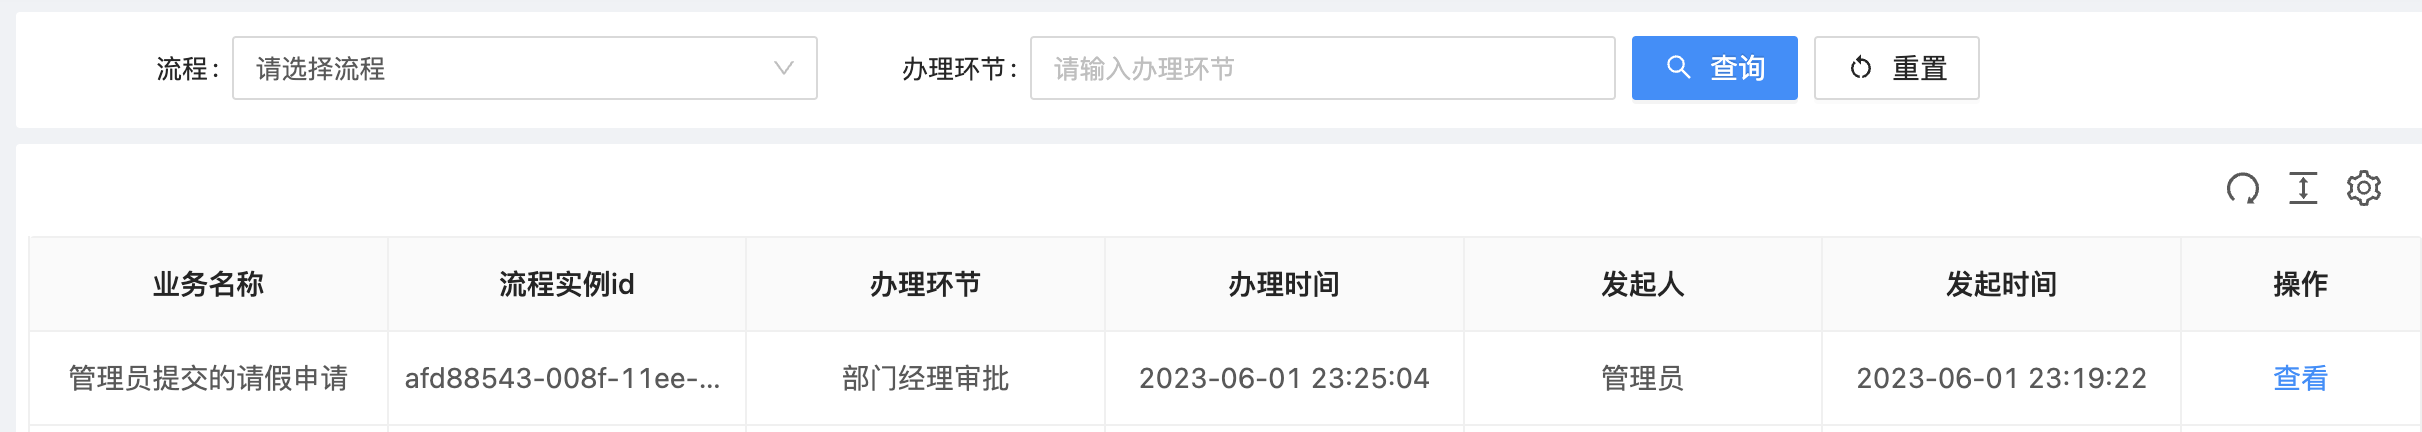 流程: 请选择流程 办理环节: 请输入办理环节 查询 重置
业务名称 流程实例id 办理环节 办理时间 发起人 发起时间 操作
管理员提交的请假申请 afd88543-008f-11ee-... 部门经理审批 2023-06-01 23:25:04 管理员 2023-06-01 23:19:22 查看